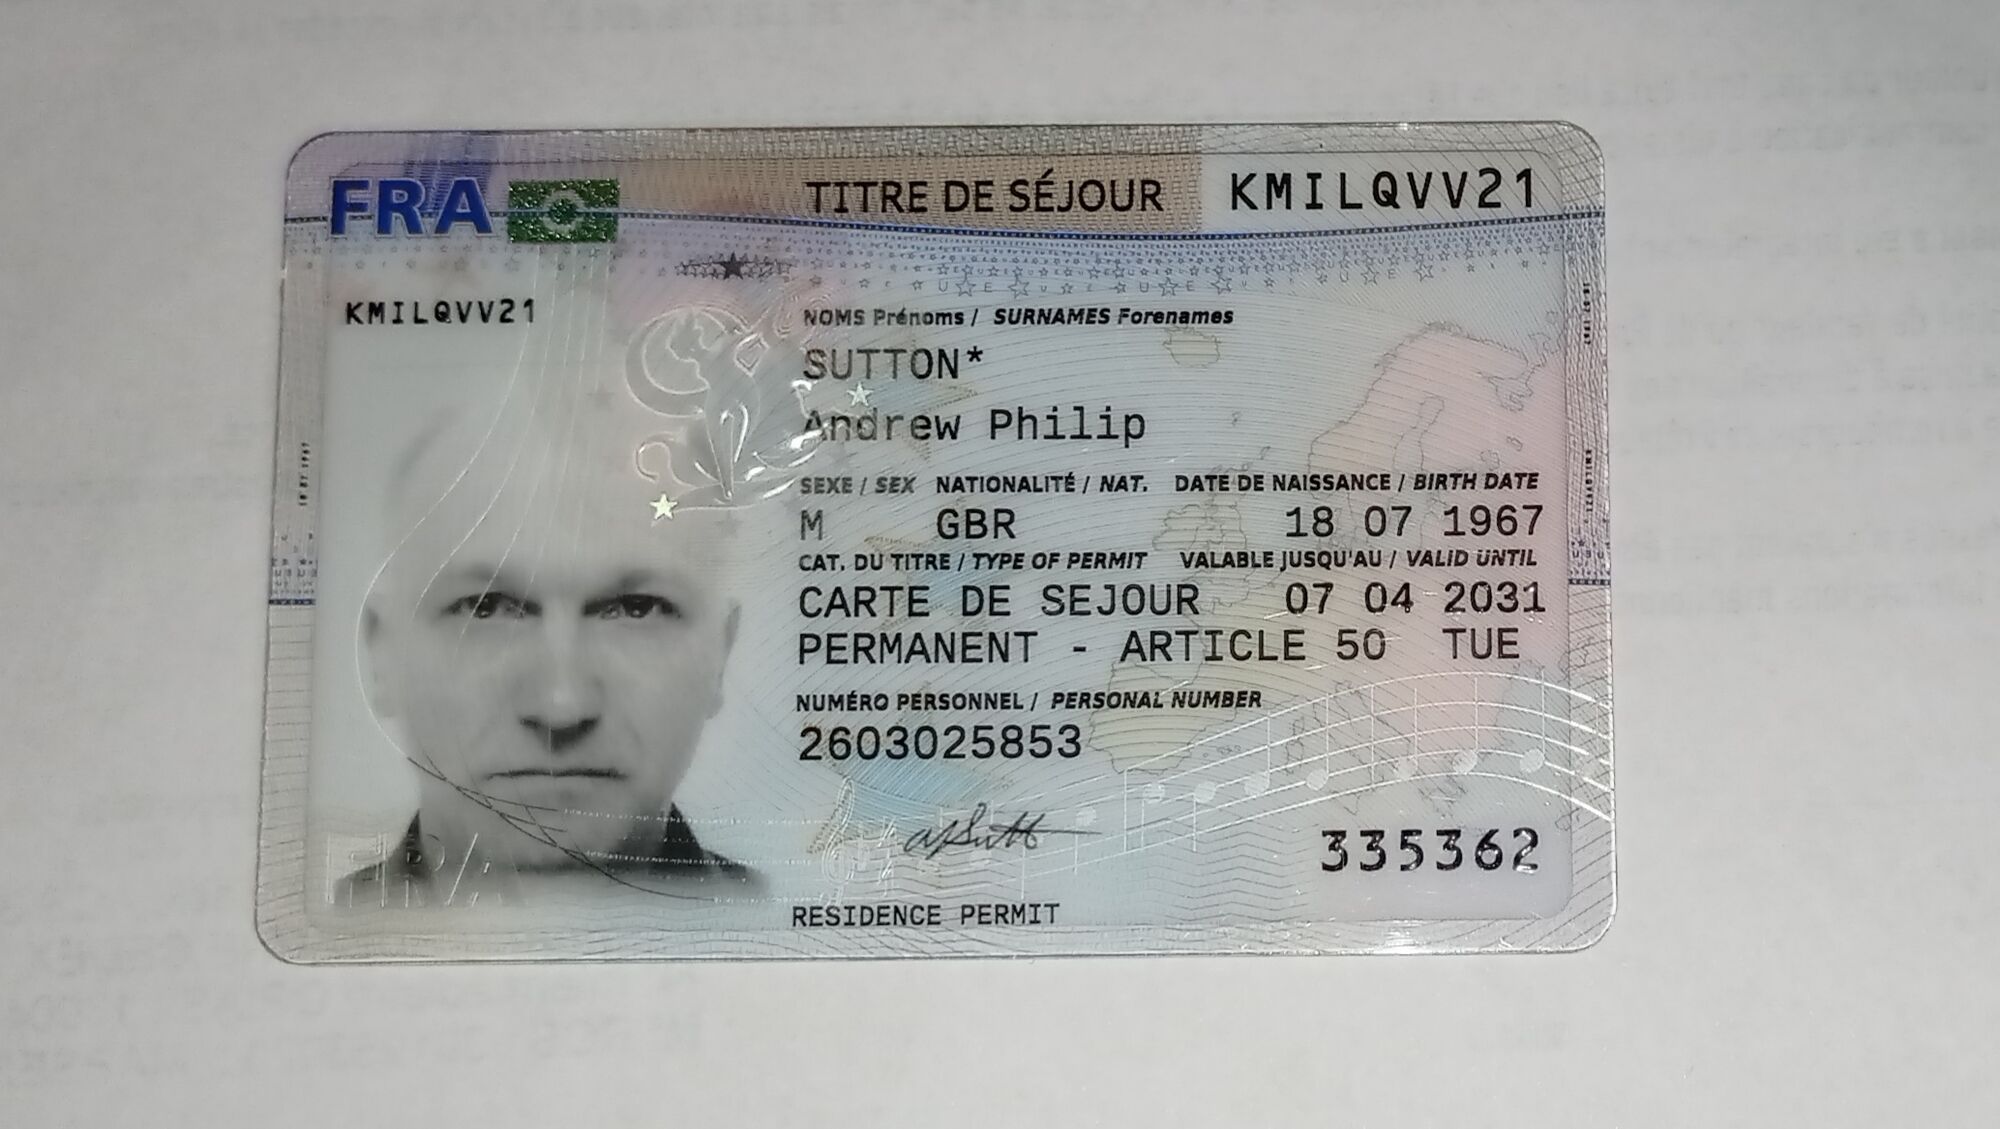 FRA
TITRE DE SÉJOUR
KMILQVV21
KMILQVV21
NOMS Prénoms / SURNAMES Forenames
SUTTON*
Andrew Philip
SEXE / SEX NATIONALITÉ / NAT. DATE DE NAISSANCE / BIRTH DATE
M GBR 18 07 1967
CAT. DU TITRE / TYPE OF PERMIT VALABLE JUSQU'AU / VALID UNTIL
CARTE DE SEJOUR 07 04 2031
PERMANENT - ARTICLE 50 TUE
NUMÉRO PERSONNEL / PERSONAL NUMBER
2603025853
335362
FRA
RESIDENCE PERMIT